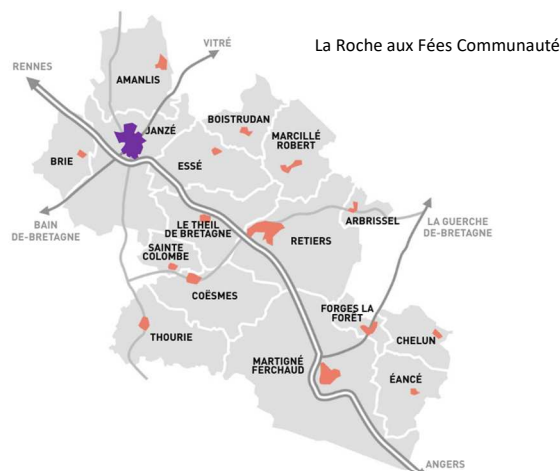 La Roche aux Fées Communauté
VITRÉ
RENNES
AMANLIS
BOISTRUDAN
JANZÉ
MARCILLÉ
ROBERT
BRIE
ESSÉ
LE THEIL
DE BRETAGNE
ARBRISSEL
LA GUERCHE
DE-BRETAGNE
BAIN
DE-BRETAGNE
RETIERS
SAINTE
COLOMBE
COËSMES
FORGES LA
FORÊT
THOURIE
CHELUN
MARTIGNÉ
FERCHAUD
ÉANCÉ
ANGERS